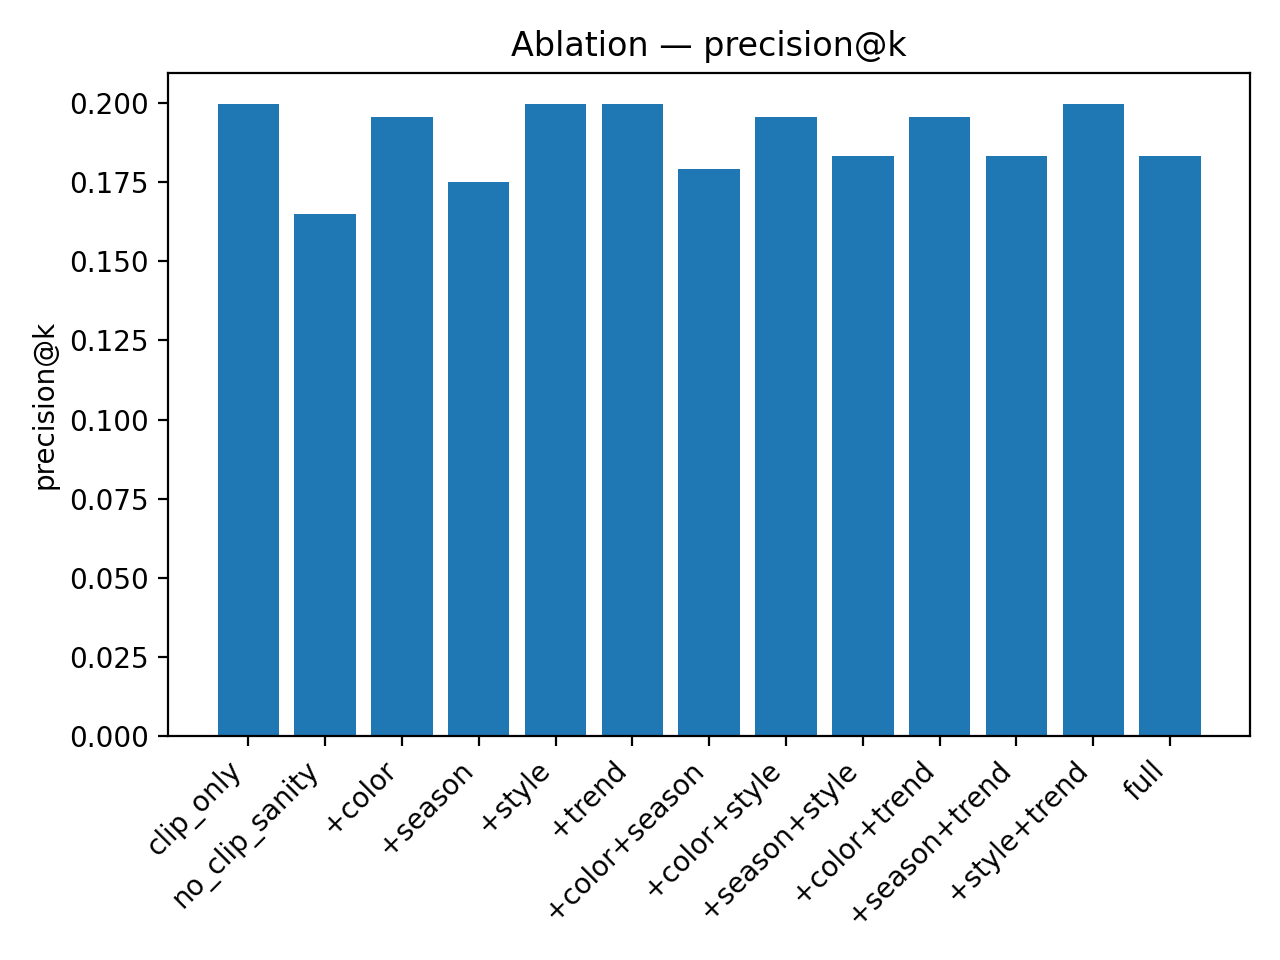 Ablation — precision@k
precision@k
0.200
0.175
0.150
0.125
0.100
0.075
0.050
0.025
0.000
clip_only
no_clip_sanity
+color
+season
+style
+trend
+color+season
+color+style
+season+style
+color+trend
+season+trend
+style+trend
full